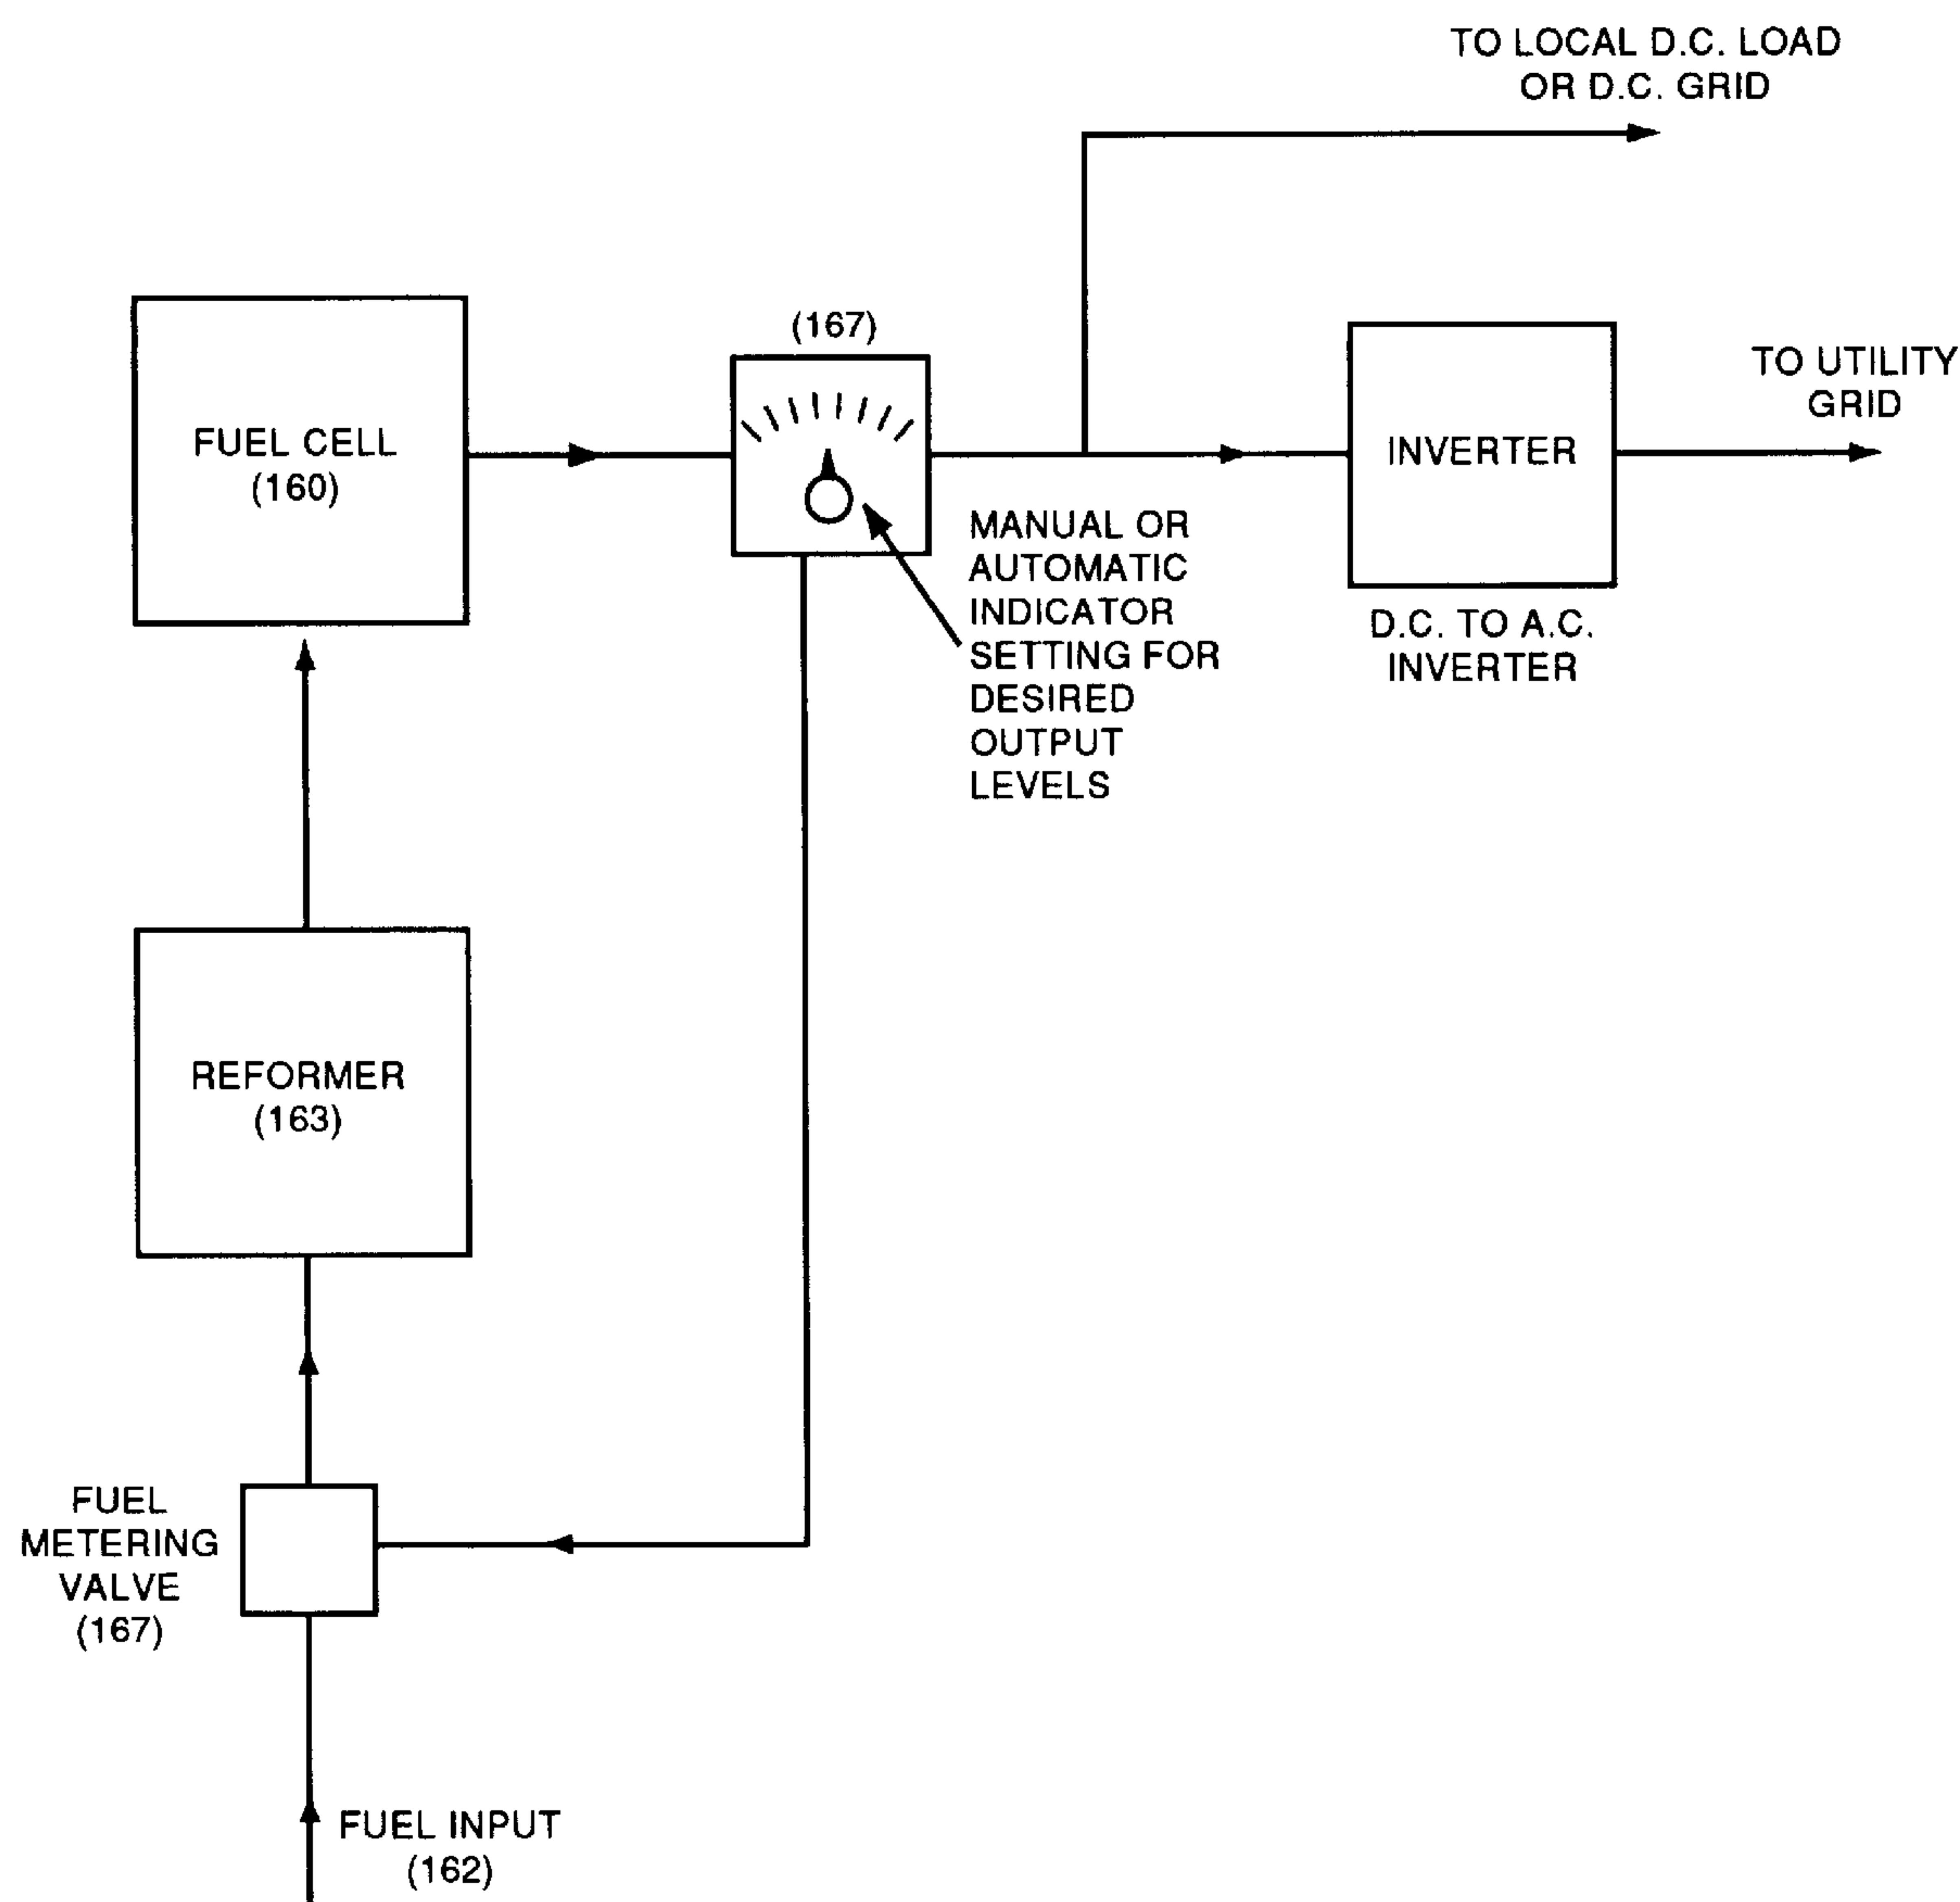 TO LOCAL D.C. LOAD
OR D.C. GRID
(167)
FUEL CELL
(160)
INVERTER
TO UTILITY
GRID
MANUAL OR
AUTOMATIC
INDICATOR
SETTING FOR
DESIRED
OUTPUT
LEVELS
D.C. TO A.C.
INVERTER
REFORMER
(163)
FUEL
METERING
VALVE
(167)
FUEL INPUT
(162)